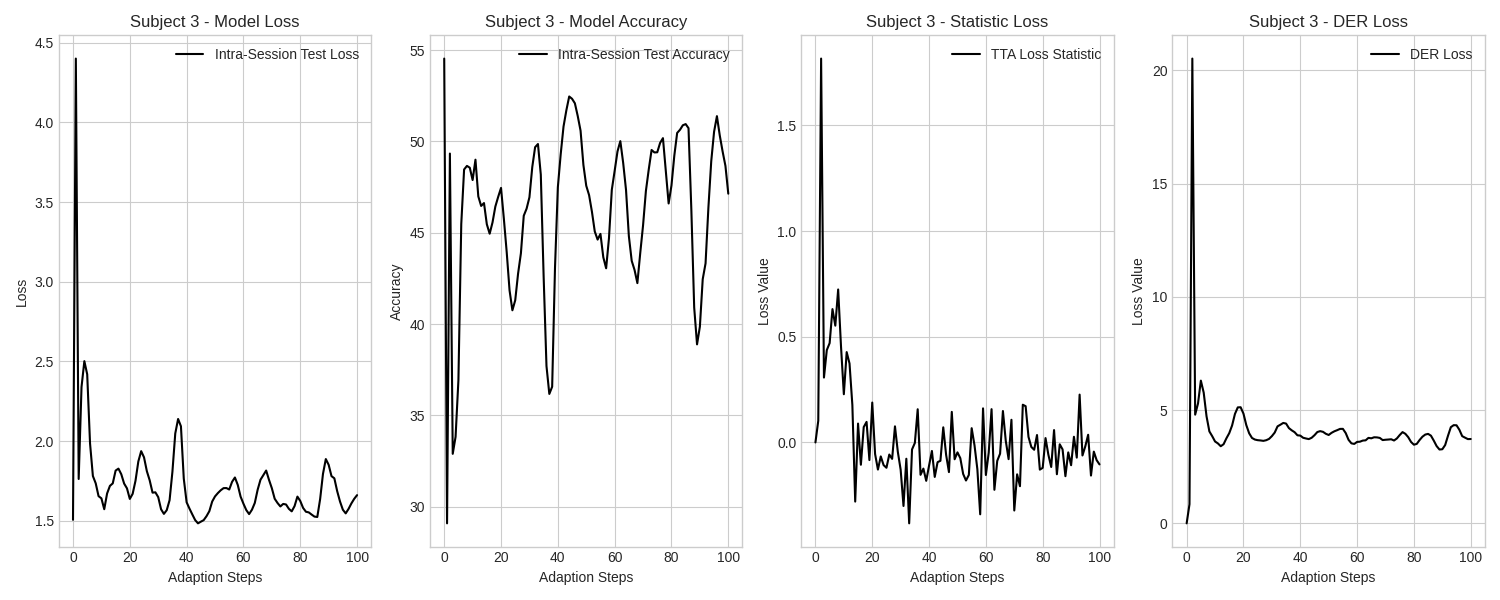 Subject 3 - Model Loss
Intra-Session Test Loss
Loss
4.5
4.0
3.5
3.0
2.5
2.0
1.5
0
20
40
60
80
100
Adaption Steps
Subject 3 - Model Accuracy
Intra-Session Test Accuracy
Accuracy
55
50
45
40
35
30
0
20
40
60
80
100
Adaption Steps
Subject 3 - Statistic Loss
TTA Loss Statistic
Loss Value
1.5
1.0
0.5
0.0
0
20
40
60
80
100
Adaption Steps
Subject 3 - DER Loss
DER Loss
Loss Value
20
15
10
5
0
0
20
40
60
80
100
Adaption Steps